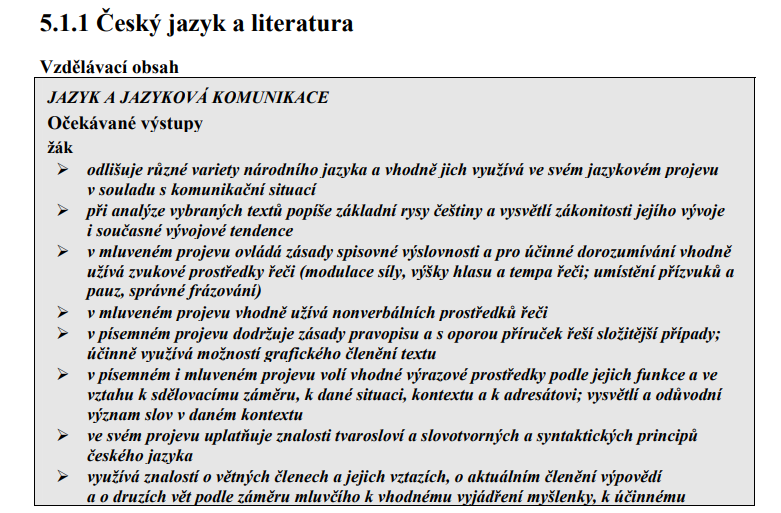 5.1.1 Český jazyk a literatura
Vzdělávací obsah
JAZYK A JAZYKOVÁ KOMUNIKACE
Očekávané výstupy
žák
➢ odlišuje různé variety národního jazyka a vhodně jich využívá ve svém jazykovém projevu
v souladu s komunikační situací
➢ při analýze vybraných textů popíše základní rysy češtiny a vysvětlí zákonitosti jejího vývoje
i současné vývojové tendence
➢ v mluveném projevu ovládá zásady spisovné výslovnosti a pro účinné dorozumívání vhodně
užívá zvukové prostředky řeči (modulace síly, výšky hlasu a tempa řeči; umístění přízvuků a
pauz, správné frázování)
➢ v mluveném projevu vhodně užívá nonverbálních prostředků řeči
➢ v písemném projevu dodržuje zásady pravopisu a s oporou příruček řeší složitější případy;
účinně využívá možností grafického členění textu
➢ v písemném i mluveném projevu volí vhodné výrazové prostředky podle jejich funkce a ve
vztahu k sdělovacímu záměru, k dané situaci, kontextu a k adresátovi; vysvětlí a odůvodní
význam slov v daném kontextu
➢ ve svém projevu uplatňuje znalosti tvarosloví a slovotvorných a syntaktických principů
českého jazyka
➢ využívá znalostí o větných členech a jejich vztazích, o aktuálním členění výpovědí
a o druzích vět podle záměru mluvčího k vhodnému vyjádření myšlenky, k účinnému